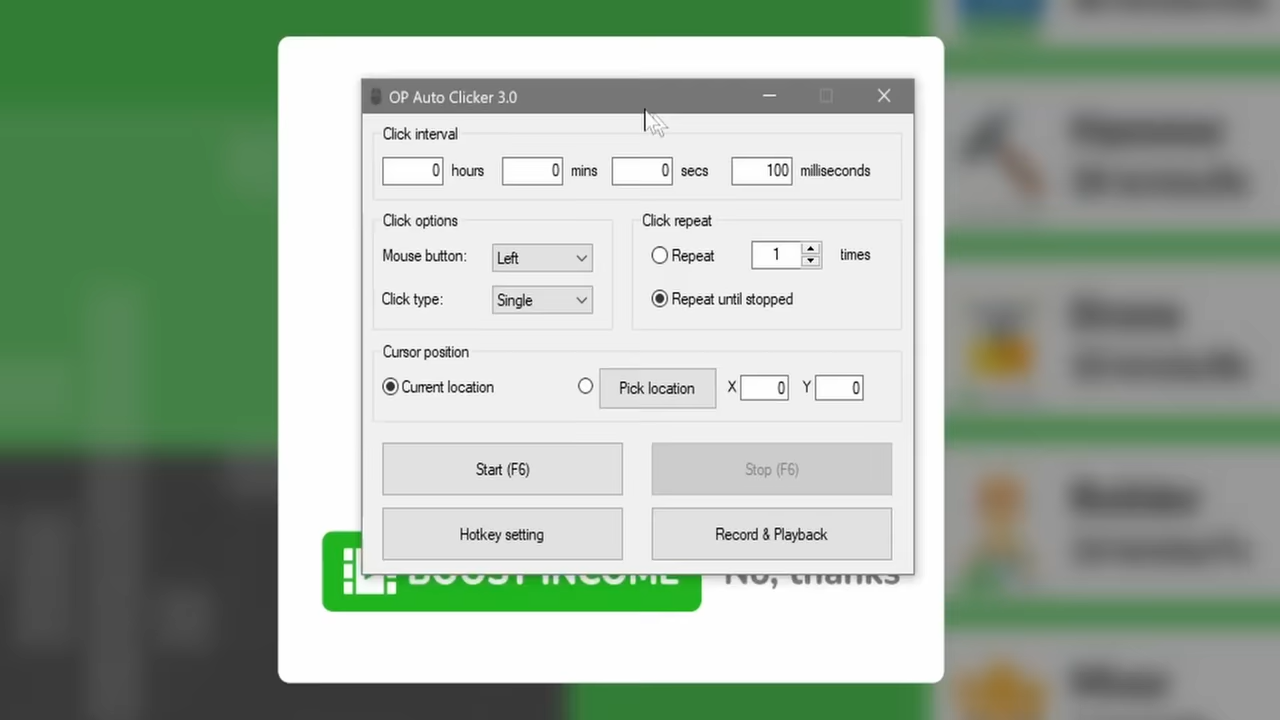 OP Auto Clicker 3.0
Click interval
0 hours 0 mins 0 secs 100 milliseconds
Click options
Mouse button: Left
Click type: Single
Click repeat
Repeat 1 times
Repeat until stopped
Cursor position
Current location Pick location X 0 Y 0
Start (F6) Stop (F6)
Hotkey setting Record & Playback
BOOST INCOME No, thanks